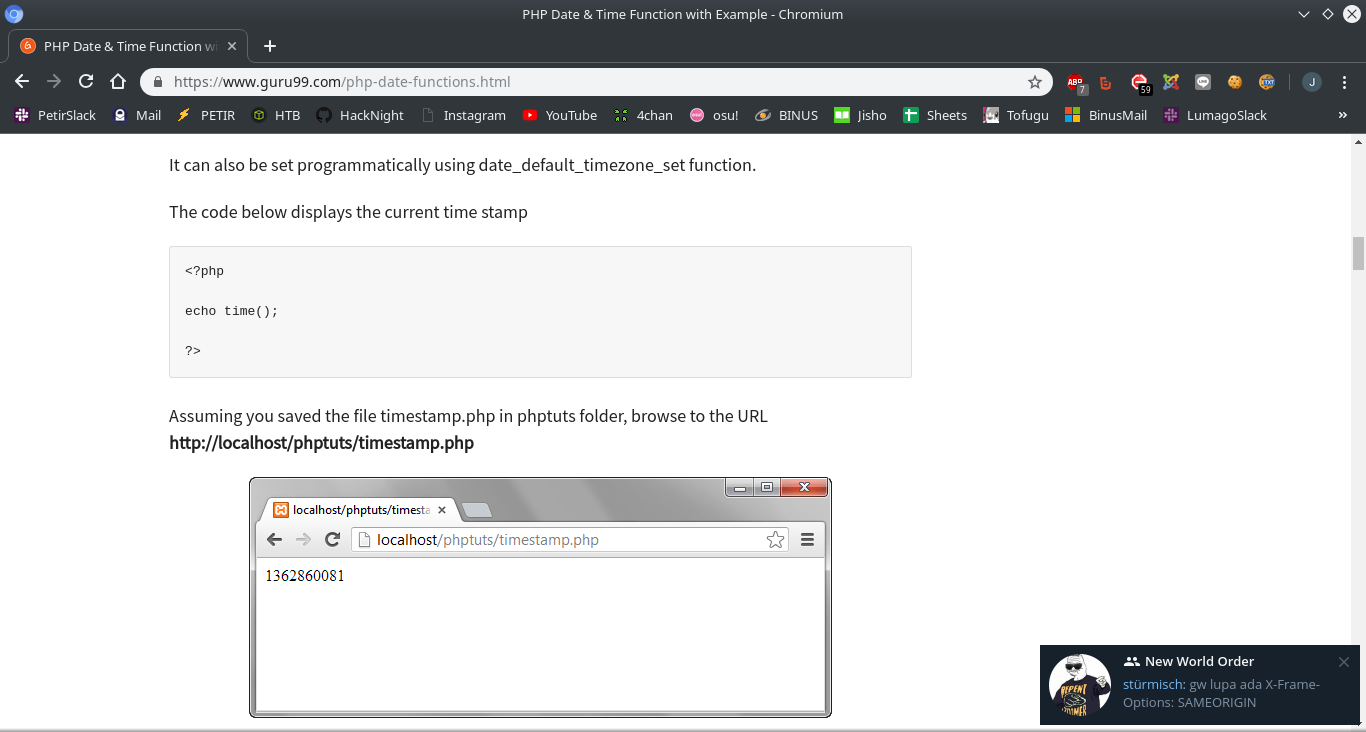 PHP Date & Time Function with Example - Chromium
PHP Date & Time Function wi
https://www.guru99.com/php-date-functions.html
ABP
7
59
TXT
J
PetirSlack
Mail
PETIR
HTB
HackNight
Instagram
YouTube
4chan
osu!
BINUS
Jisho
Sheets
Tofugu
BinusMail
LumagoSlack
»
It can also be set programmatically using date_default_timezone_set function.
The code below displays the current time stamp
<?php
echo time();
?>
Assuming you saved the file timestamp.php in phptuts folder, browse to the URL
http://localhost/phptuts/timestamp.php
localhost/phptuts/timesta
localhost/phptuts/timestamp.php
1362860081
New World Order
stürmisch: gw lupa ada X-Frame-
Options: SAMEORIGIN
REPENT